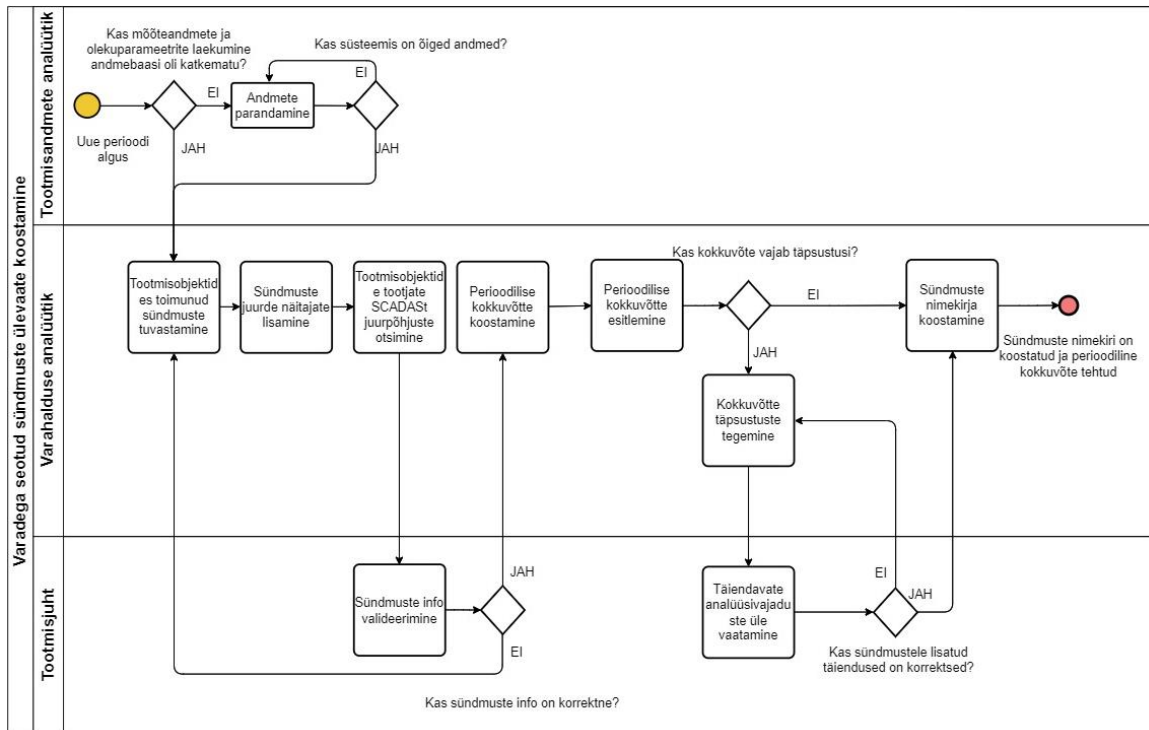 Varadega seotud sündmuste ülevaate koostamine
Tootmisandmete analüütik
Kas mõõteandmete ja
olekuparameetrite laekumine
andmebaasi oli katkematu?
Kas süsteemis on õiged andmed?
EI
EI
Andmete
parandamine
Uue perioodi
algus
JAH
JAH
Varahalduse analüütik
Kas kokkuvõte vajab täpsustusi?
Tootmisobjektid
es toimunud
sündmuste
tuvastamine
Sündmuste
juurde näitajate
lisamine
Tootmisobjektid
e tootjate
SCADASt
juurpõhjuste
otsimine
Perioodilise
kokkuvõtte
koostamine
Perioodilise
kokkuvõtte
esitlemine
EI
Sündmuste
nimekirja
koostamine
Sündmuste nimekiri on
koostatud ja perioodiline
kokkuvõte tehtud
JAH
Kokkuvõtte
täpsustuste
tegemine
Tootmisjuht
Sündmuste info
valideerimine
JAH
EI
Kas sündmuste info on korrektne?
Täiendavate
analüüsivajadu
ste üle
vaatamine
EI
JAH
Kas sündmustele lisatud
täiendused on korrektsed?